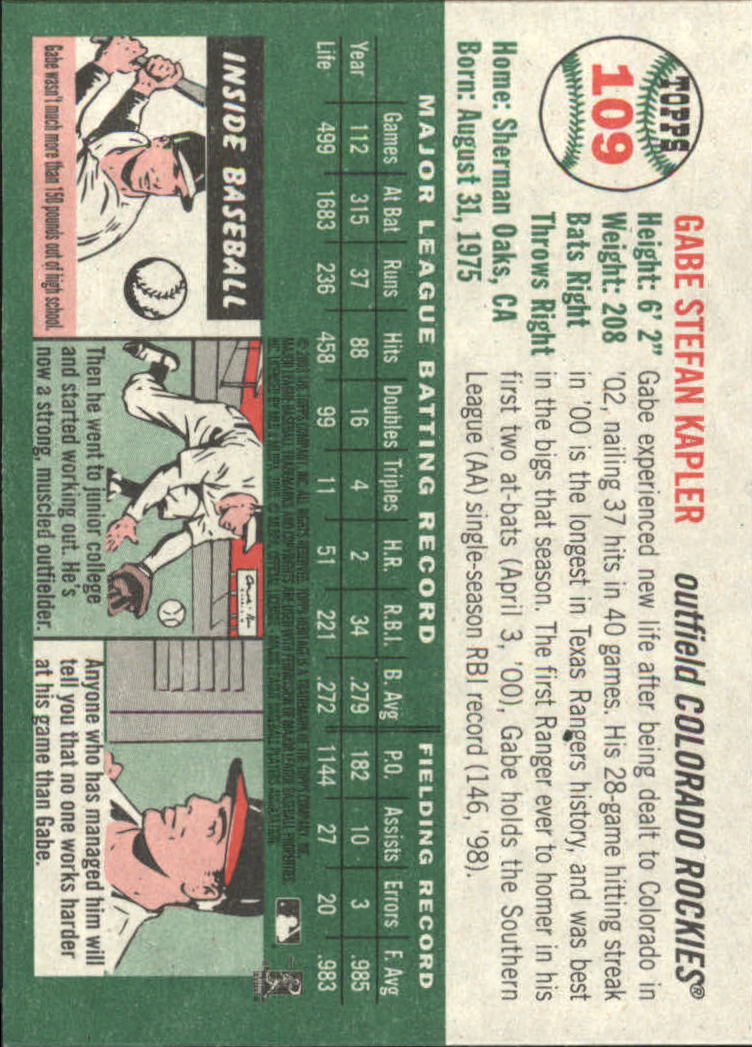 TOPPS
109
GABE STEFAN KAPLER
outfield COLORADO ROCKIES®
Height: 6' 2"
Weight: 208
Bats Right
Throws Right
Home: Sherman Oaks, CA
Born: August 31, 1975
Gabe experienced new life after being dealt to Colorado in
'02, nailing 37 hits in 40 games. His 28-game hitting streak
in '00 is the longest in Texas Rangers history, and was best
in the bigs that season. The first Ranger ever to homer in his
first two at-bats (April 3, '00), Gabe holds the Southern
League (AA) single-season RBI record (146, '98).
MAJOR LEAGUE BATTING RECORD FIELDING RECORD
Year Games At Bat Runs Hits Doubles Triples H.R. R.B.I. B. Avg P.O. Assists Errors F. Avg
112 315 37 88 16 4 2 34 .279 182 10 3 .985
Life 499 1683 236 458 99 11 51 221 .272 1144 27 20 .983
INSIDE BASEBALL
Gabe wasn't much more than 150 pounds out of high school.
Then he went to junior college
and started working out. He's
now a strong, muscled outfielder.
Anyone who has managed him will
tell you that no one works harder
at his game than Gabe.